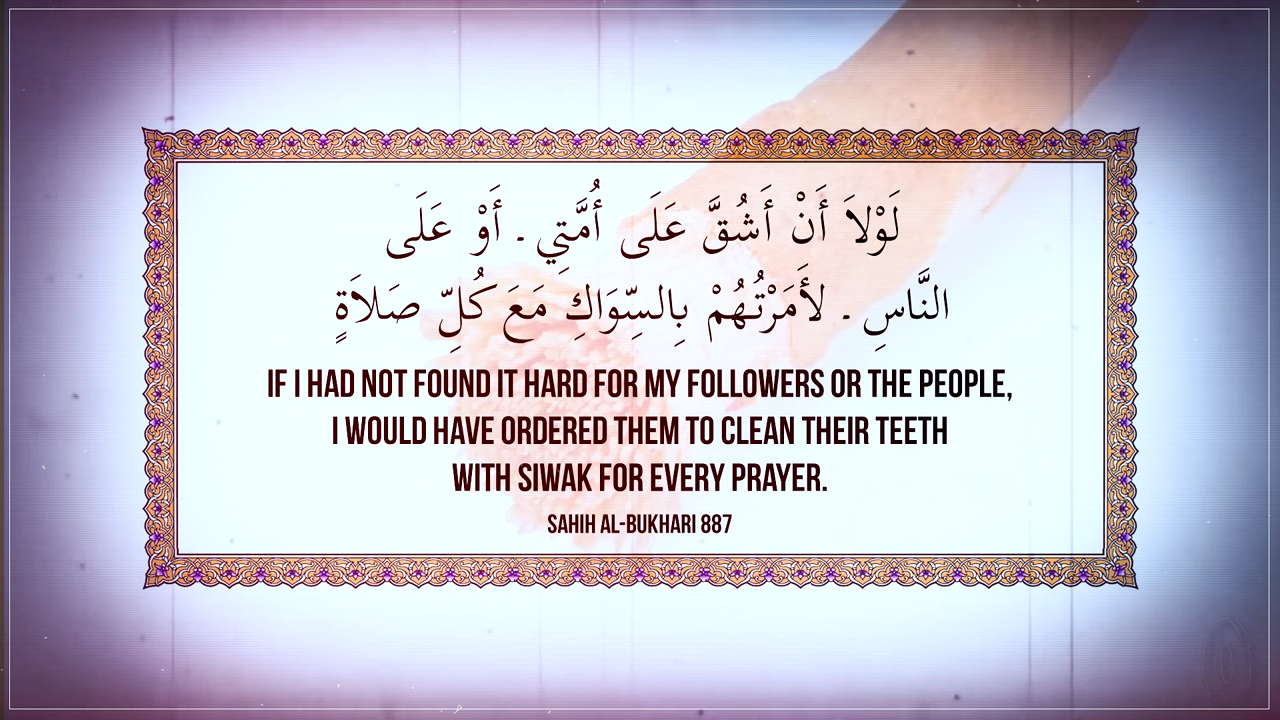 لَوْلاَ أَنْ أَشُقَّ عَلَى أُمَّتِي ـ أَوْ عَلَى
النَّاسِ ـ لأَمَرْتُهُمْ بِالسِّوَاكِ مَعَ كُلِّ صَلاَةٍ
IF I HAD NOT FOUND IT HARD FOR MY FOLLOWERS OR THE PEOPLE,
I WOULD HAVE ORDERED THEM TO CLEAN THEIR TEETH
WITH SIWAK FOR EVERY PRAYER.
SAHIH AL-BUKHARI 887